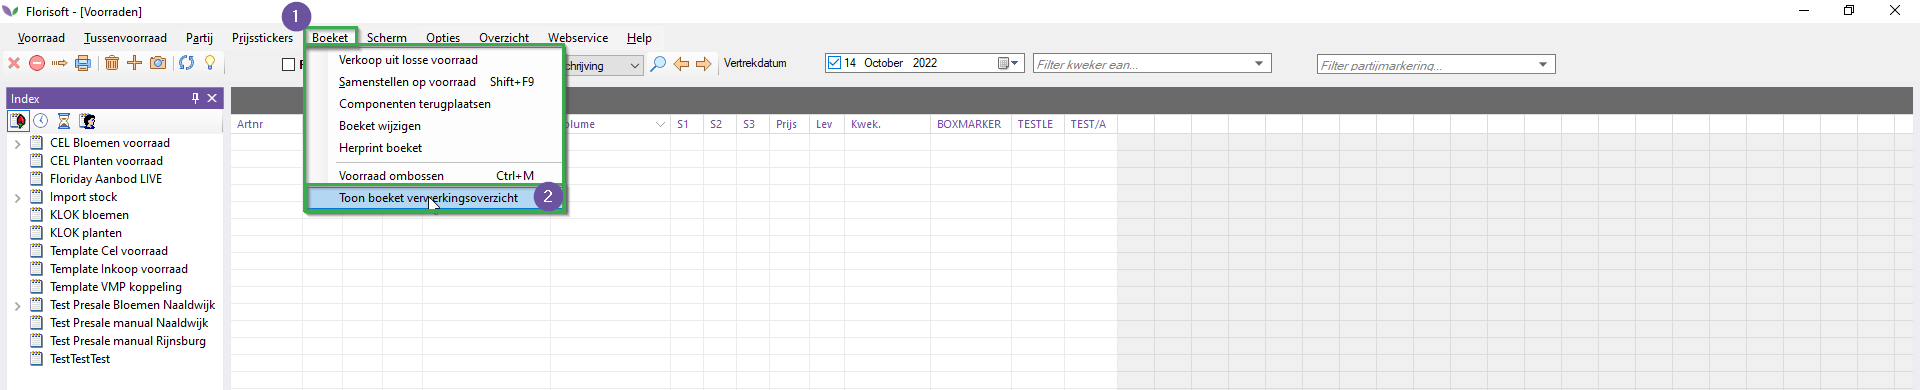 Florisoft - [Voorraden]
1
Voorraad Tussenvoorraad Partij Prijsstickers Boeket Scherm Opties Overzicht Webservice Help
chrijving Vertrekdatum 14 October 2022 Filter kweker ean... Filter partijmarkering...
Verkoop uit losse voorraad
Samenstellen op voorraad Shift+F9
Componenten terugplaatsen
Boeket wijzigen
Herprint boeket
Voorraad ombossen Ctrl+M
Toon boeket verwerkingsoverzicht 2
Index
Artnr olume S1 S2 S3 Prijs Lev Kwek. BOXMARKER TESTLE TEST/A
CEL Bloemen voorraad
CEL Planten voorraad
Floriday Aanbod LIVE
Import stock
KLOK bloemen
KLOK planten
Template Cel voorraad
Template Inkoop voorraad
Template VMP koppeling
Test Presale Bloemen Naaldwijk
Test Presale manual Naaldwijk
Test Presale manual Rijnsburg
TestTestTest